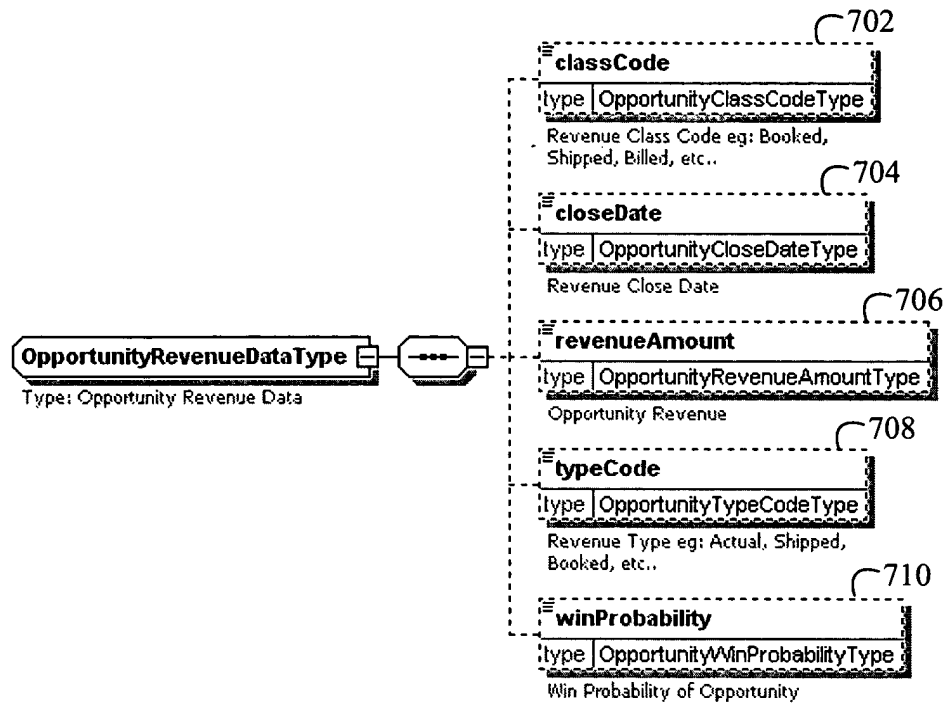 702
classCode
type OpportunityClassCodeType
Revenue Class Code eg: Booked,
Shipped, Billed, etc..
704
closeDate
type OpportunityCloseDateType
Revenue Close Date
706
revenueAmount
type OpportunityRevenueAmountType
Opportunity Revenue
OpportunityRevenueDataType
Type: Opportunity Revenue Data
708
typeCode
type OpportunityTypeCodeType
Revenue Type eg: Actual, Shipped,
Booked, etc..
710
winProbability
type OpportunityWinProbabilityType
Win Probability of Opportunity